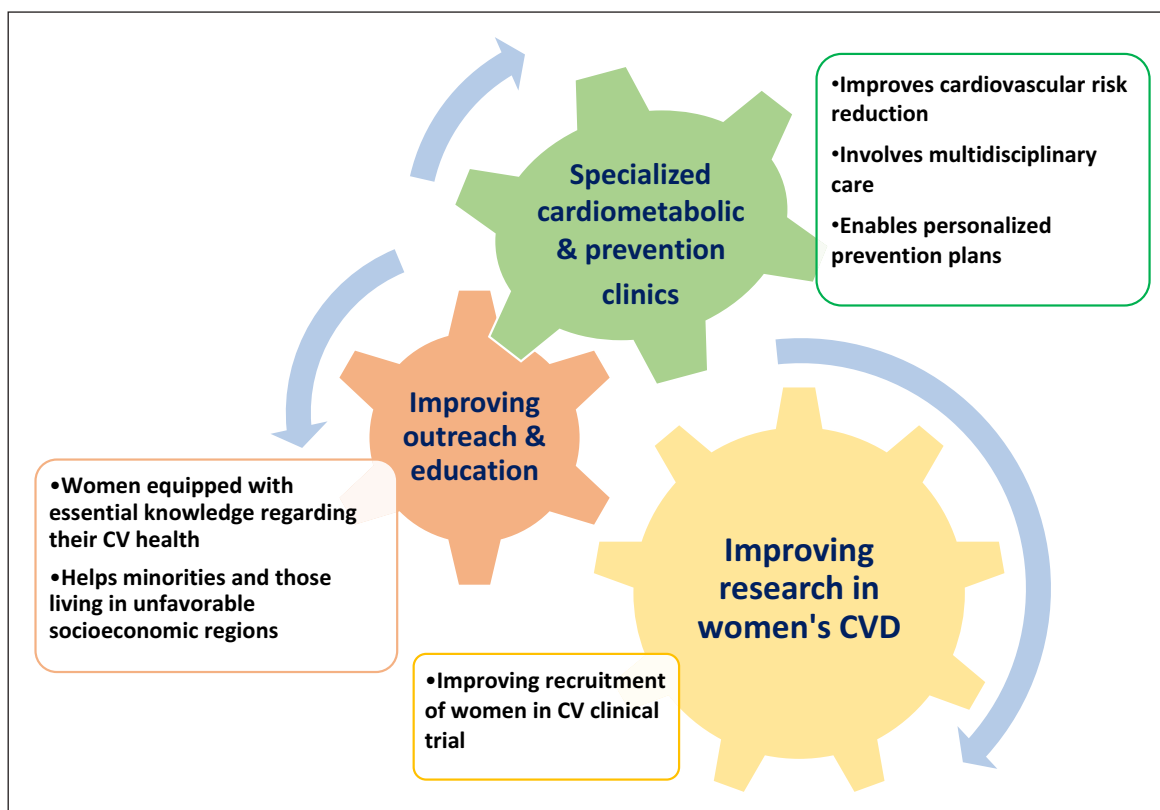 Specialized
cardiometabolic
& prevention
clinics
•Improves cardiovascular risk
reduction
•Involves multidisciplinary
care
•Enables personalized
prevention plans
Improving
outreach &
education
•Women equipped with
essential knowledge regarding
their CV health
•Helps minorities and those
living in unfavorable
socioeconomic regions
Improving
research in
women's CVD
•Improving recruitment
of women in CV clinical
trial